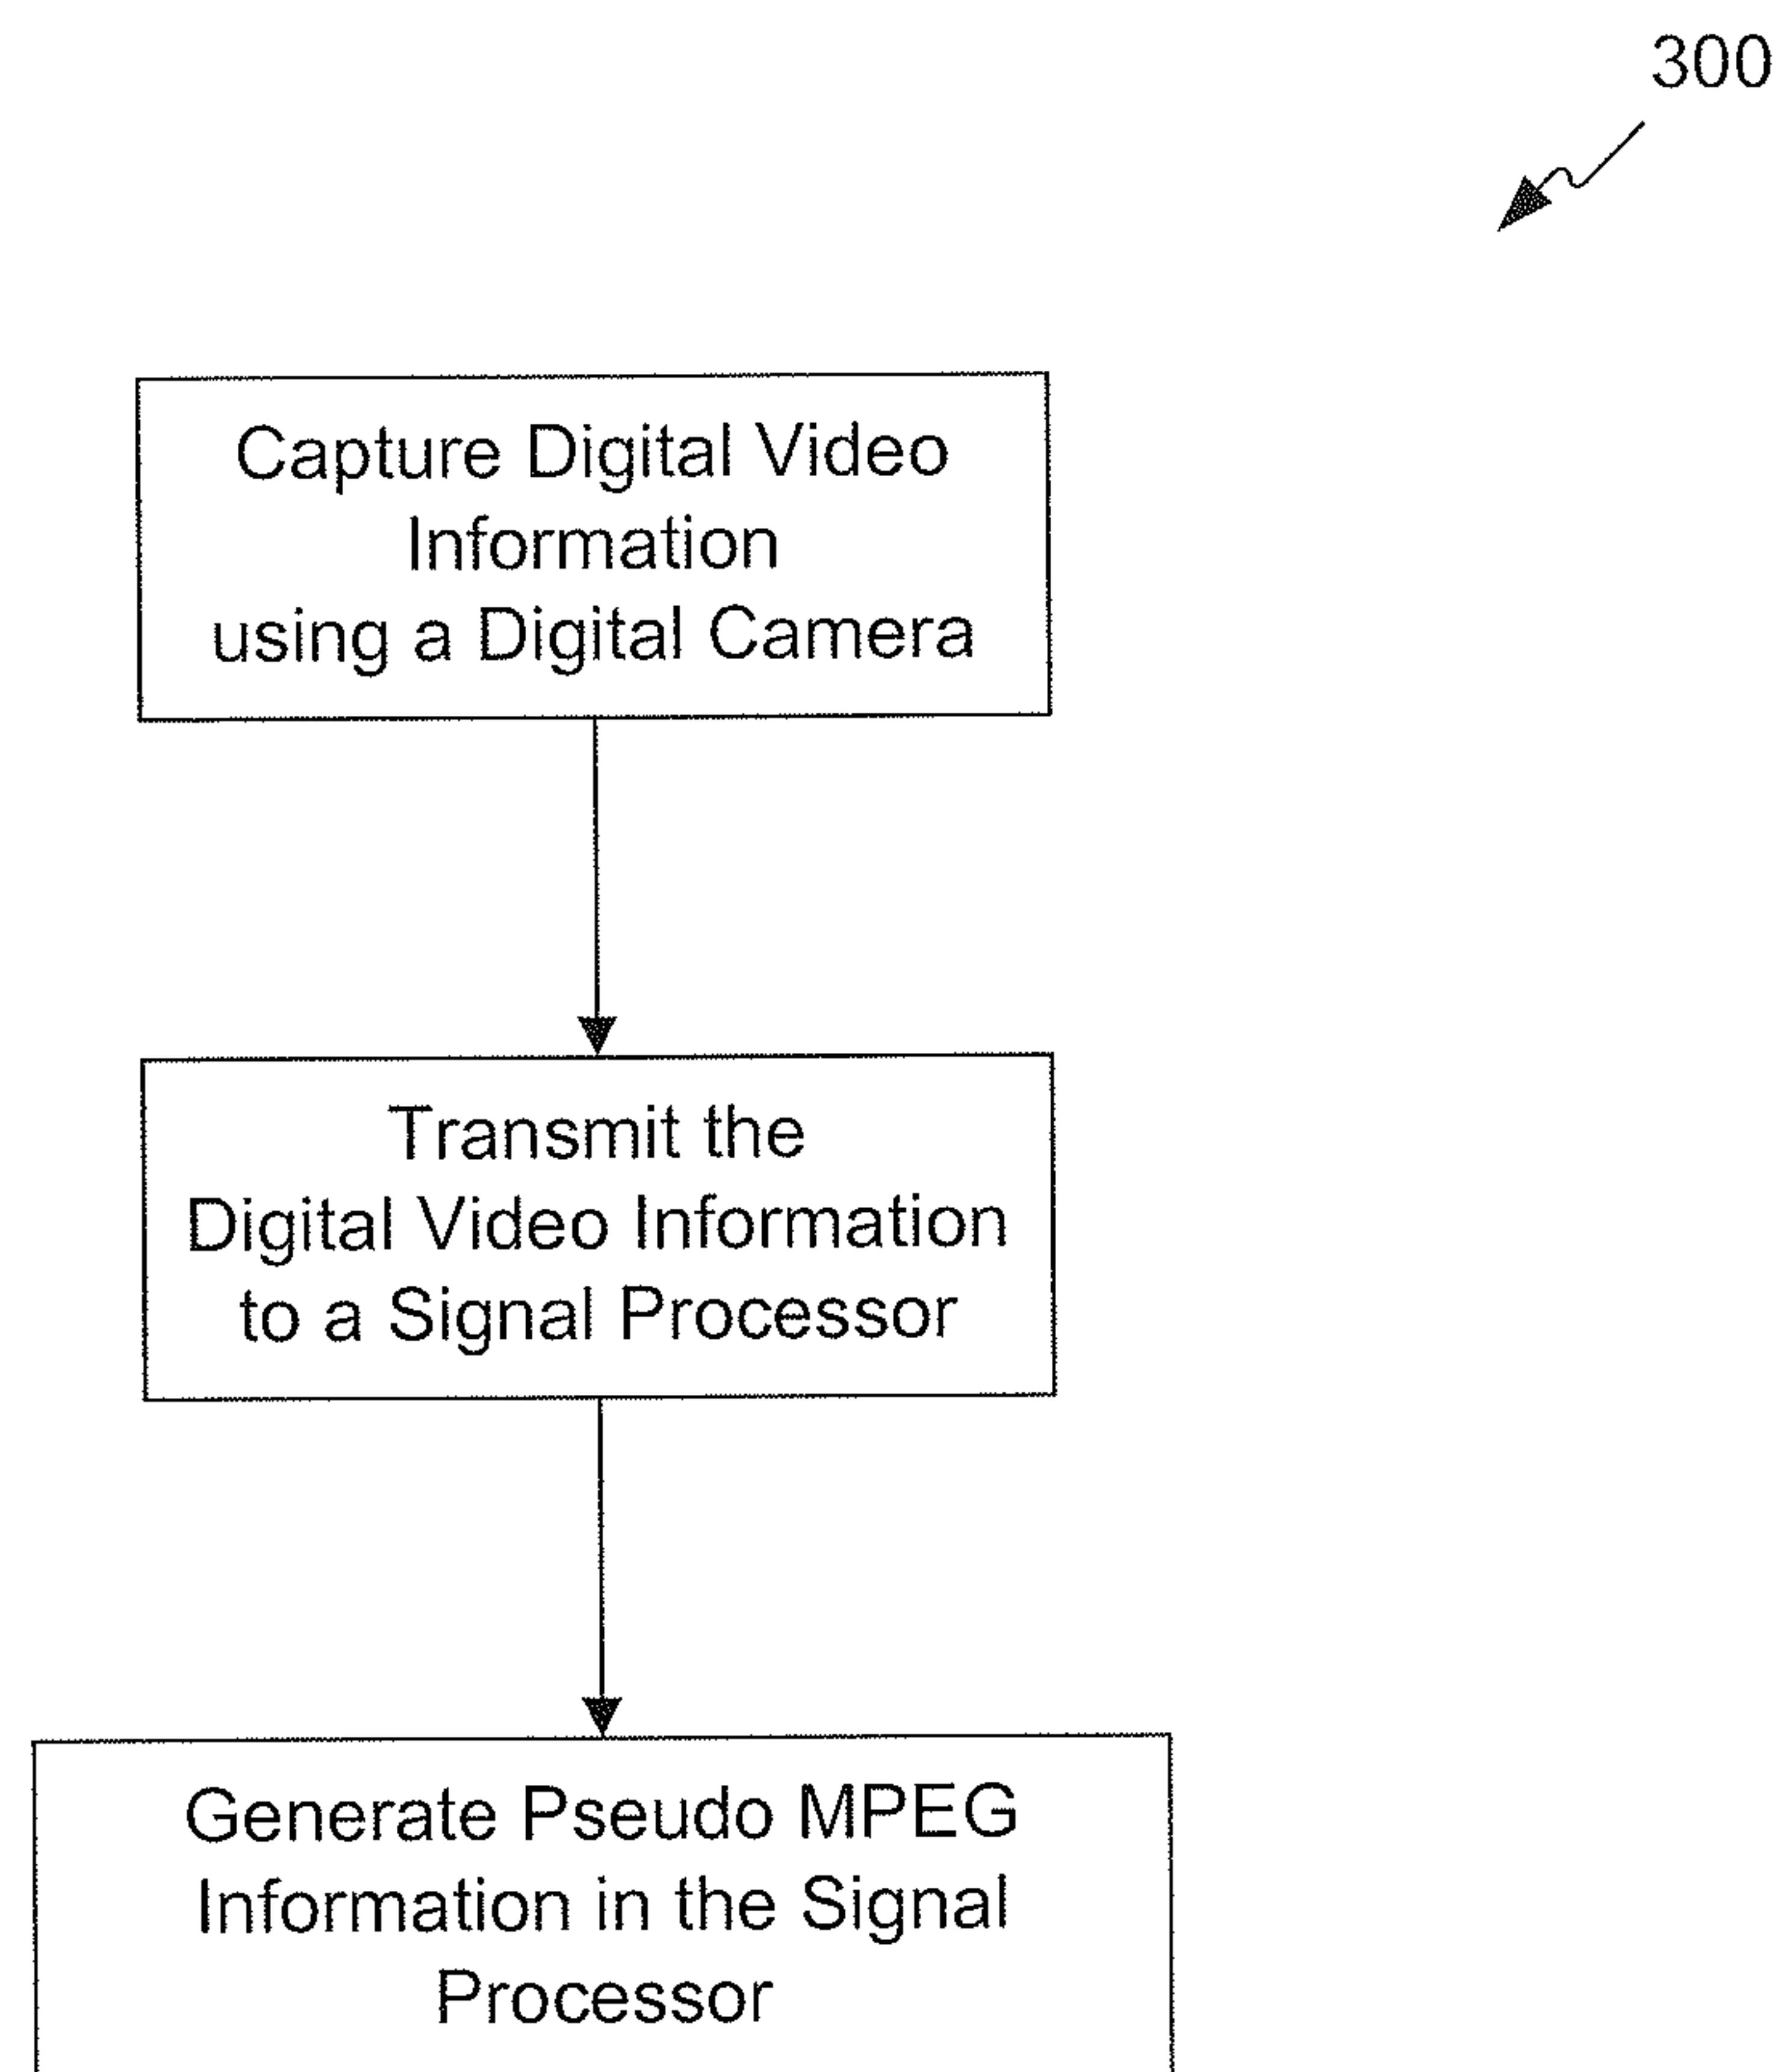 300
Capture Digital Video
Information
using a Digital Camera
Transmit the
Digital Video Information
to a Signal Processor
Generate Pseudo MPEG
Information in the Signal
Processor